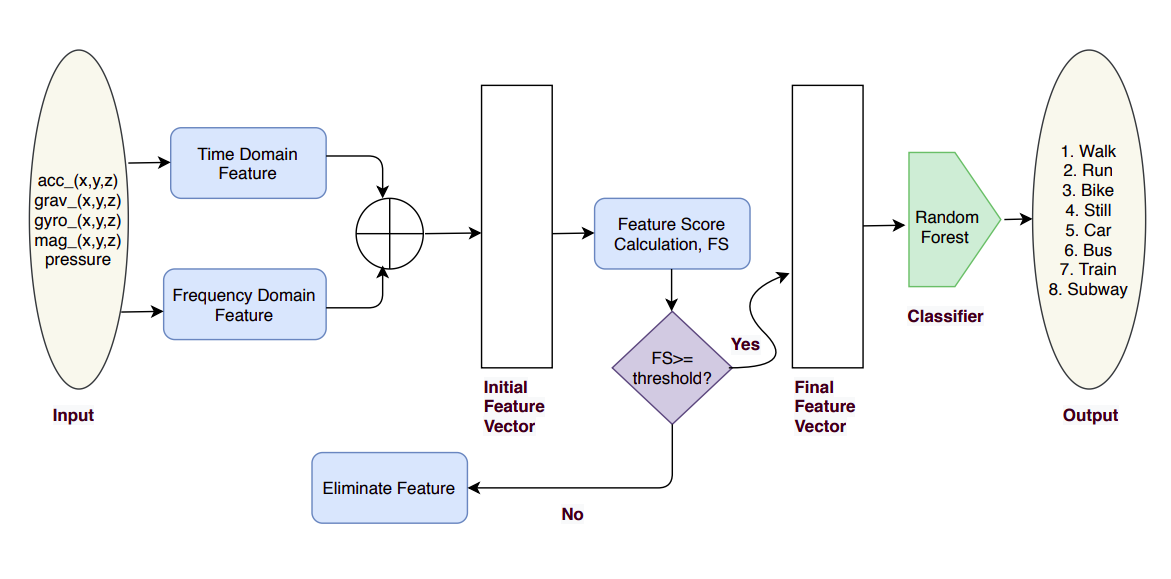 acc_(x,y,z)
grav_(x,y,z)
gyro_(x,y,z)
mag_(x,y,z)
pressure
Input
Time Domain
Feature
Frequency Domain
Feature
Initial
Feature
Vector
Feature Score
Calculation, FS
FS>=
threshold?
Yes
No
Eliminate Feature
Final
Feature
Vector
Random
Forest
Classifier
1. Walk
2. Run
3. Bike
4. Still
5. Car
6. Bus
7. Train
8. Subway
Output